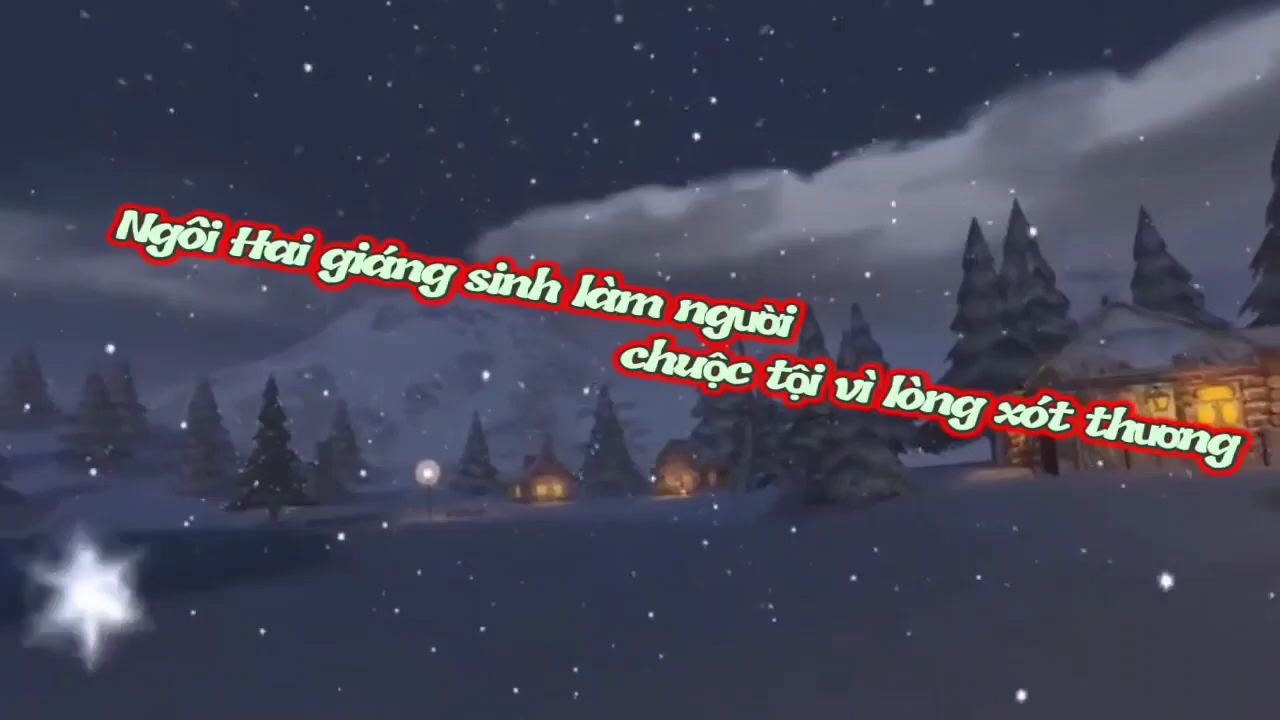 Ngôi Hai giáng sinh làm người
chuộc tội vì lòng xót thương